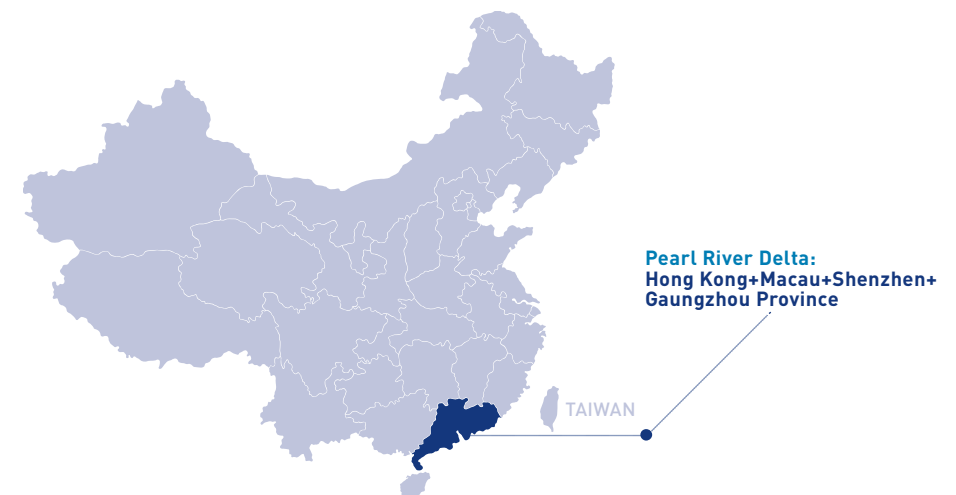 Pearl River Delta:
Hong Kong+Macau+Shenzhen+
Gaungzhou Province
TAIWAN